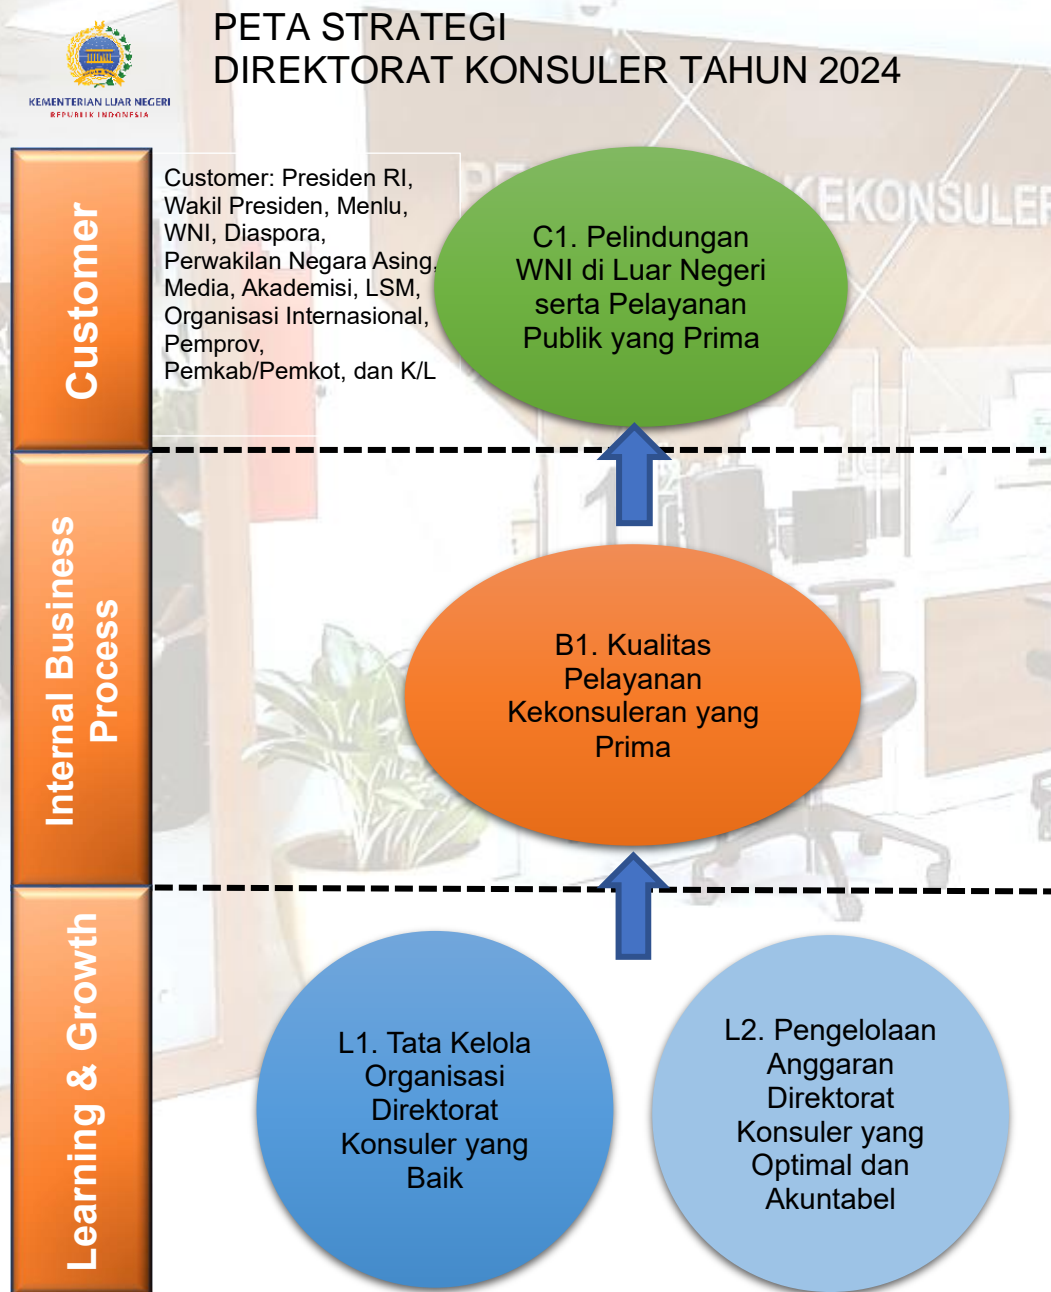 PETA STRATEGI
DIREKTORAT KONSULER TAHUN 2024
KEMENTERIAN LUAR NEGERI
REPUBLIK INDONESIA
Customer
Customer: Presiden RI,
Wakil Presiden, Menlu,
WNI, Diaspora,
Perwakilan Negara Asing,
Media, Akademisi, LSM,
Organisasi Internasional,
Pemprov,
Pemkab/Pemkot, dan K/L
KEKONSULER
C1. Pelindungan
WNI di Luar Negeri
serta Pelayanan
Publik yang Prima
Internal Business
Process
B1. Kualitas
Pelayanan
Kekonsuleran yang
Prima
Learning & Growth
L1. Tata Kelola
Organisasi
Direktorat
Konsuler yang
Baik
L2. Pengelolaan
Anggaran
Direktorat
Konsuler yang
Optimal dan
Akuntabel